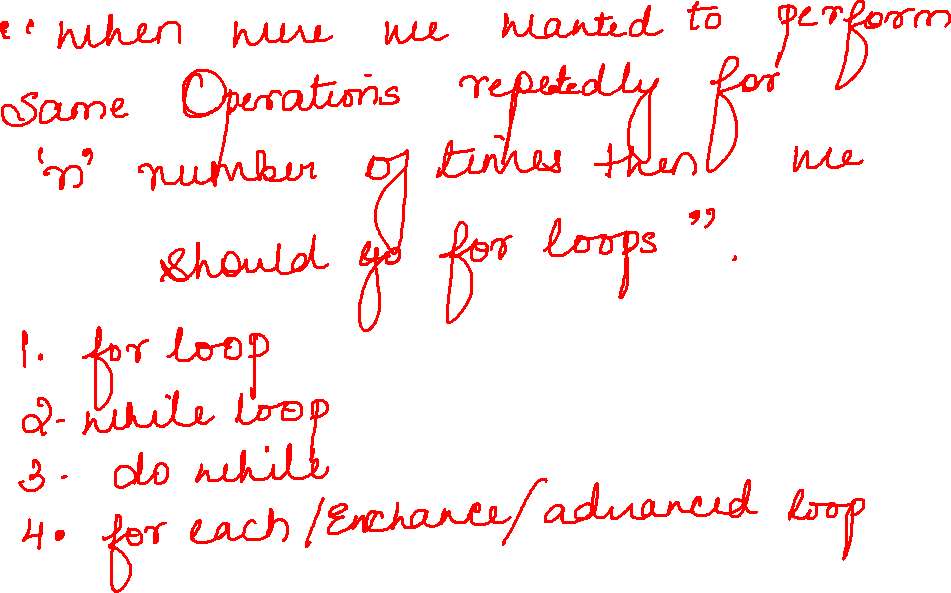 "when ever we wanted to perform
Same Operations repetedly for
'n' number of times then we
should go for loops".
1. for loop
2- while loop
3. do while
4. for each/Enchance/advanced loop